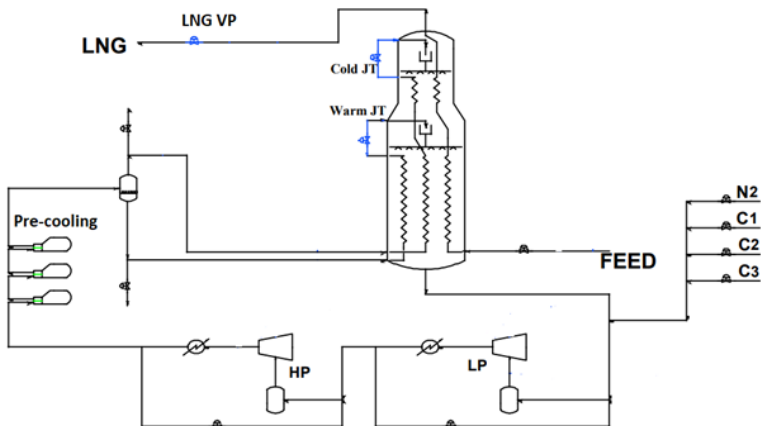 LNG VP
LNG
Cold JT
Warm JT
Pre-cooling
N2
C1
C2
C3
FEED
HP
LP